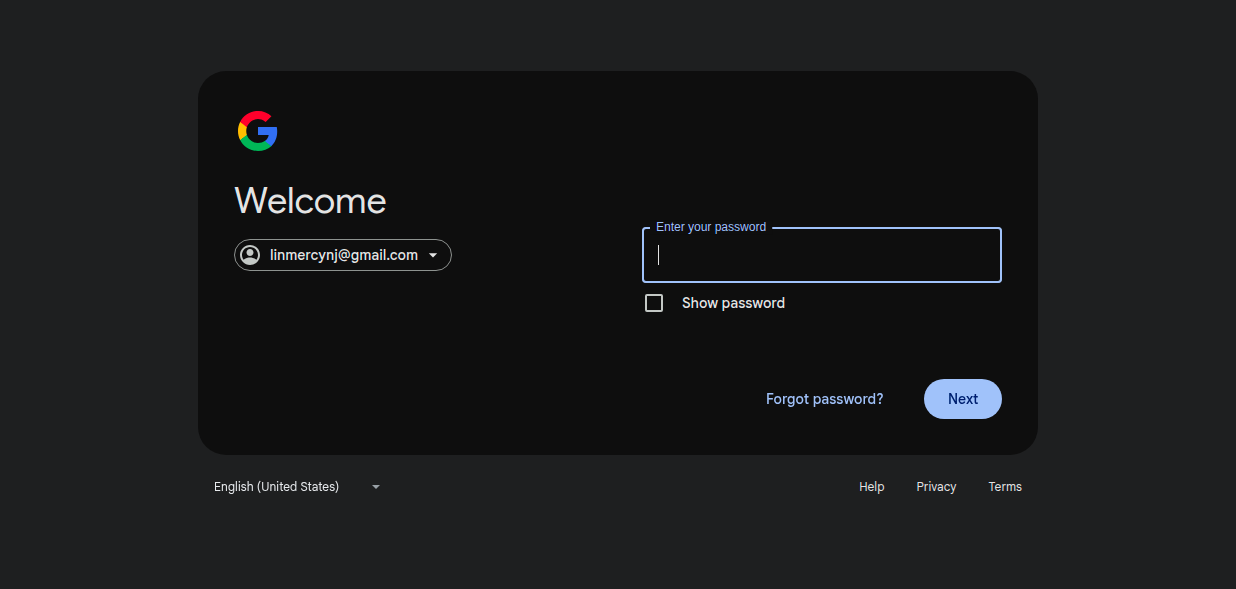 Welcome
linmercynj@gmail.com
Enter your password
Show password
Forgot password?
Next
English (United States)
Help
Privacy
Terms